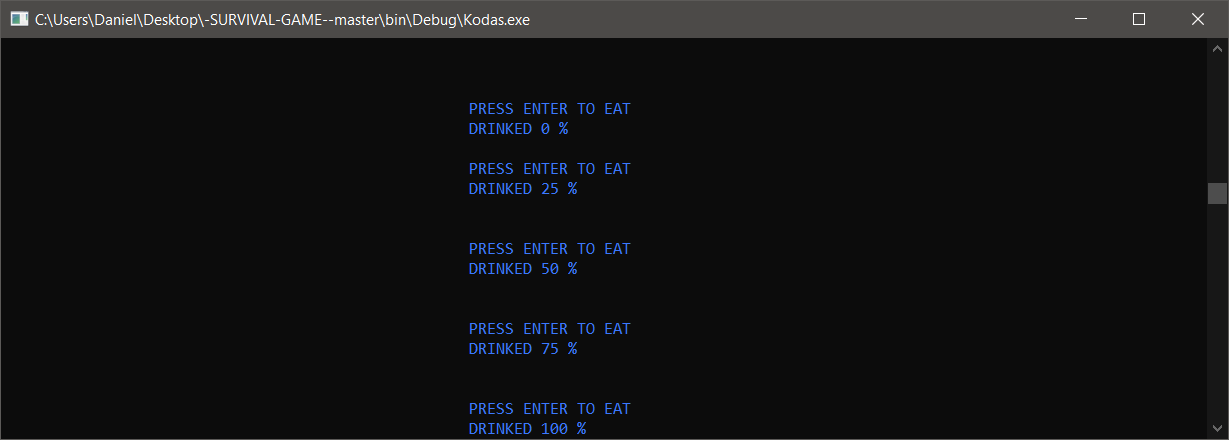 C:\Users\Daniel\Desktop\-SURVIVAL-GAME--master\bin\Debug\Kodas.exe
PRESS ENTER TO EAT
DRINKED 0 %
PRESS ENTER TO EAT
DRINKED 25 %
PRESS ENTER TO EAT
DRINKED 50 %
PRESS ENTER TO EAT
DRINKED 75 %
PRESS ENTER TO EAT
DRINKED 100 %